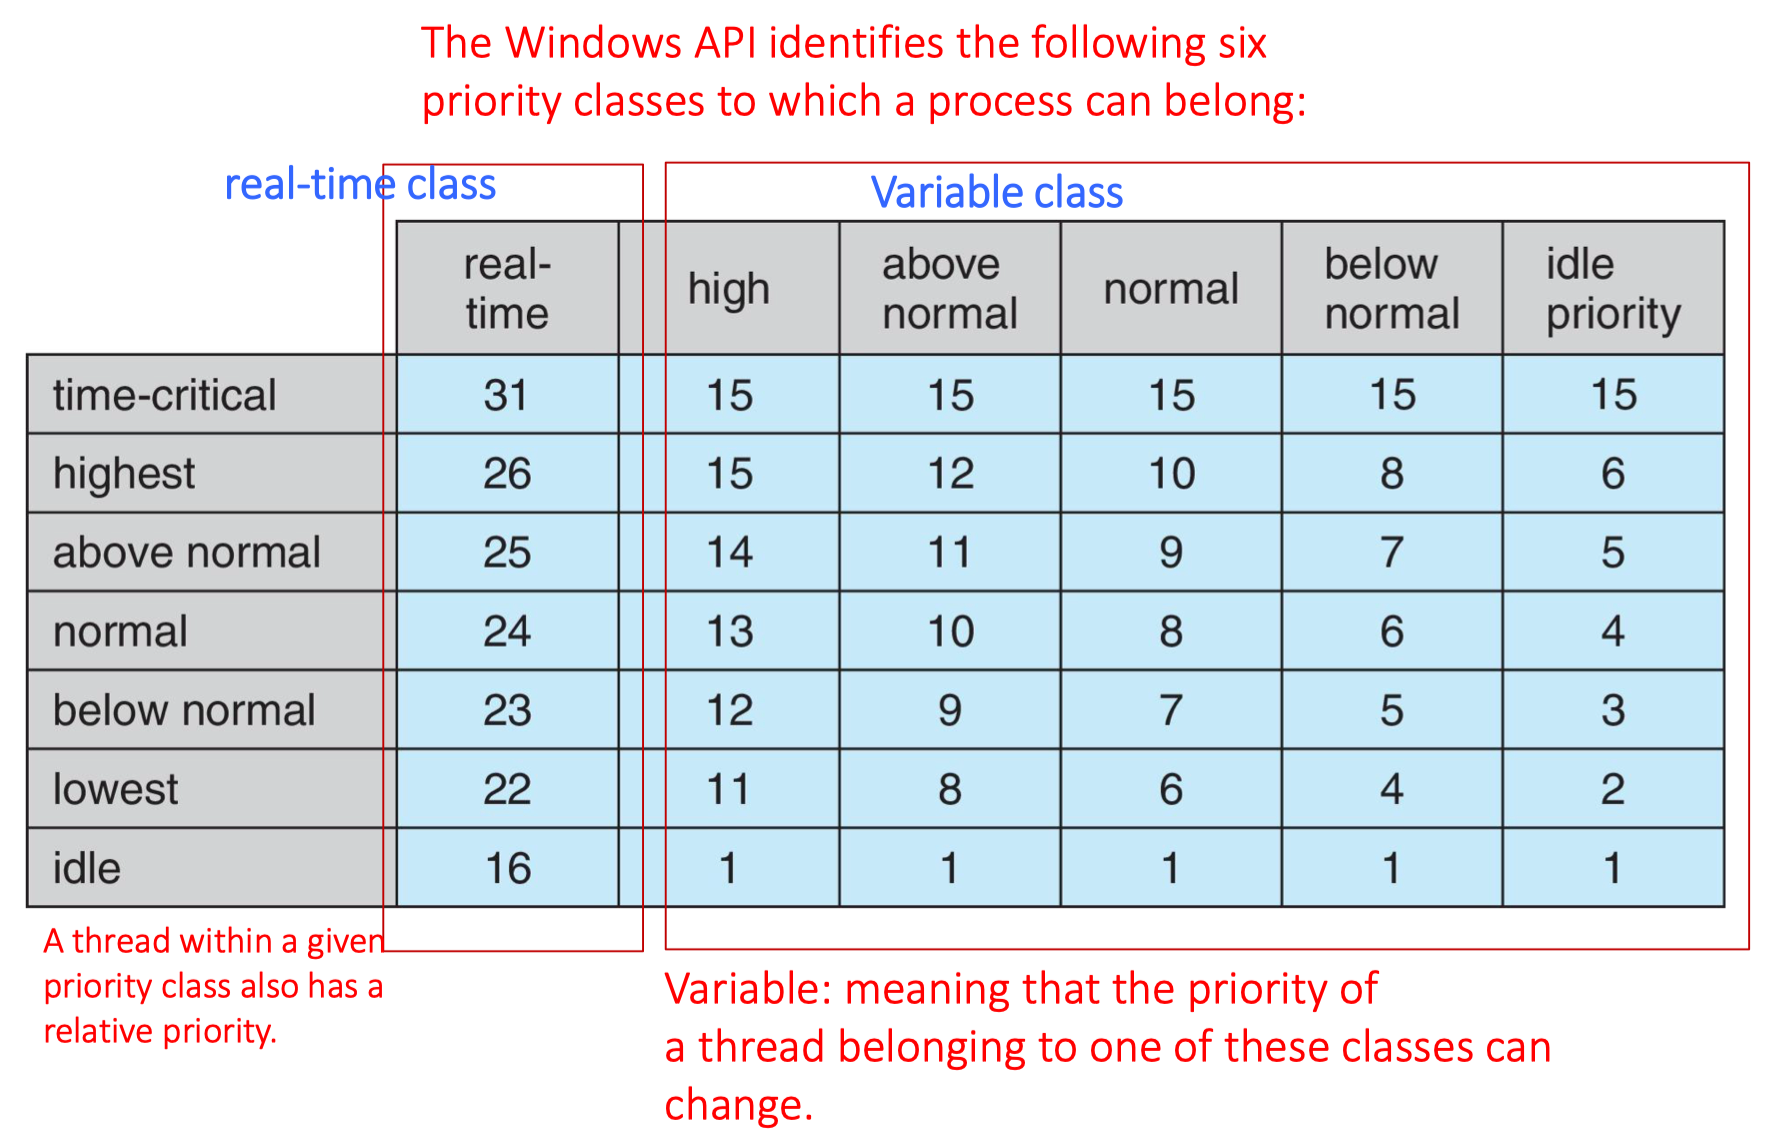 The Windows API identifies the following six
priority classes to which a process can belong:
real-time class
Variable class
real-
time
high
above
normal
normal
below
normal
idle
priority
time-critical 31 15 15 15 15 15
highest 26 15 12 10 8 6
above normal 25 14 11 9 7 5
normal 24 13 10 8 6 4
below normal 23 12 9 7 5 3
lowest 22 11 8 6 4 2
idle 16 1 1 1 1 1
A thread within a given
priority class also has a
relative priority.
Variable: meaning that the priority of
a thread belonging to one of these classes can
change.